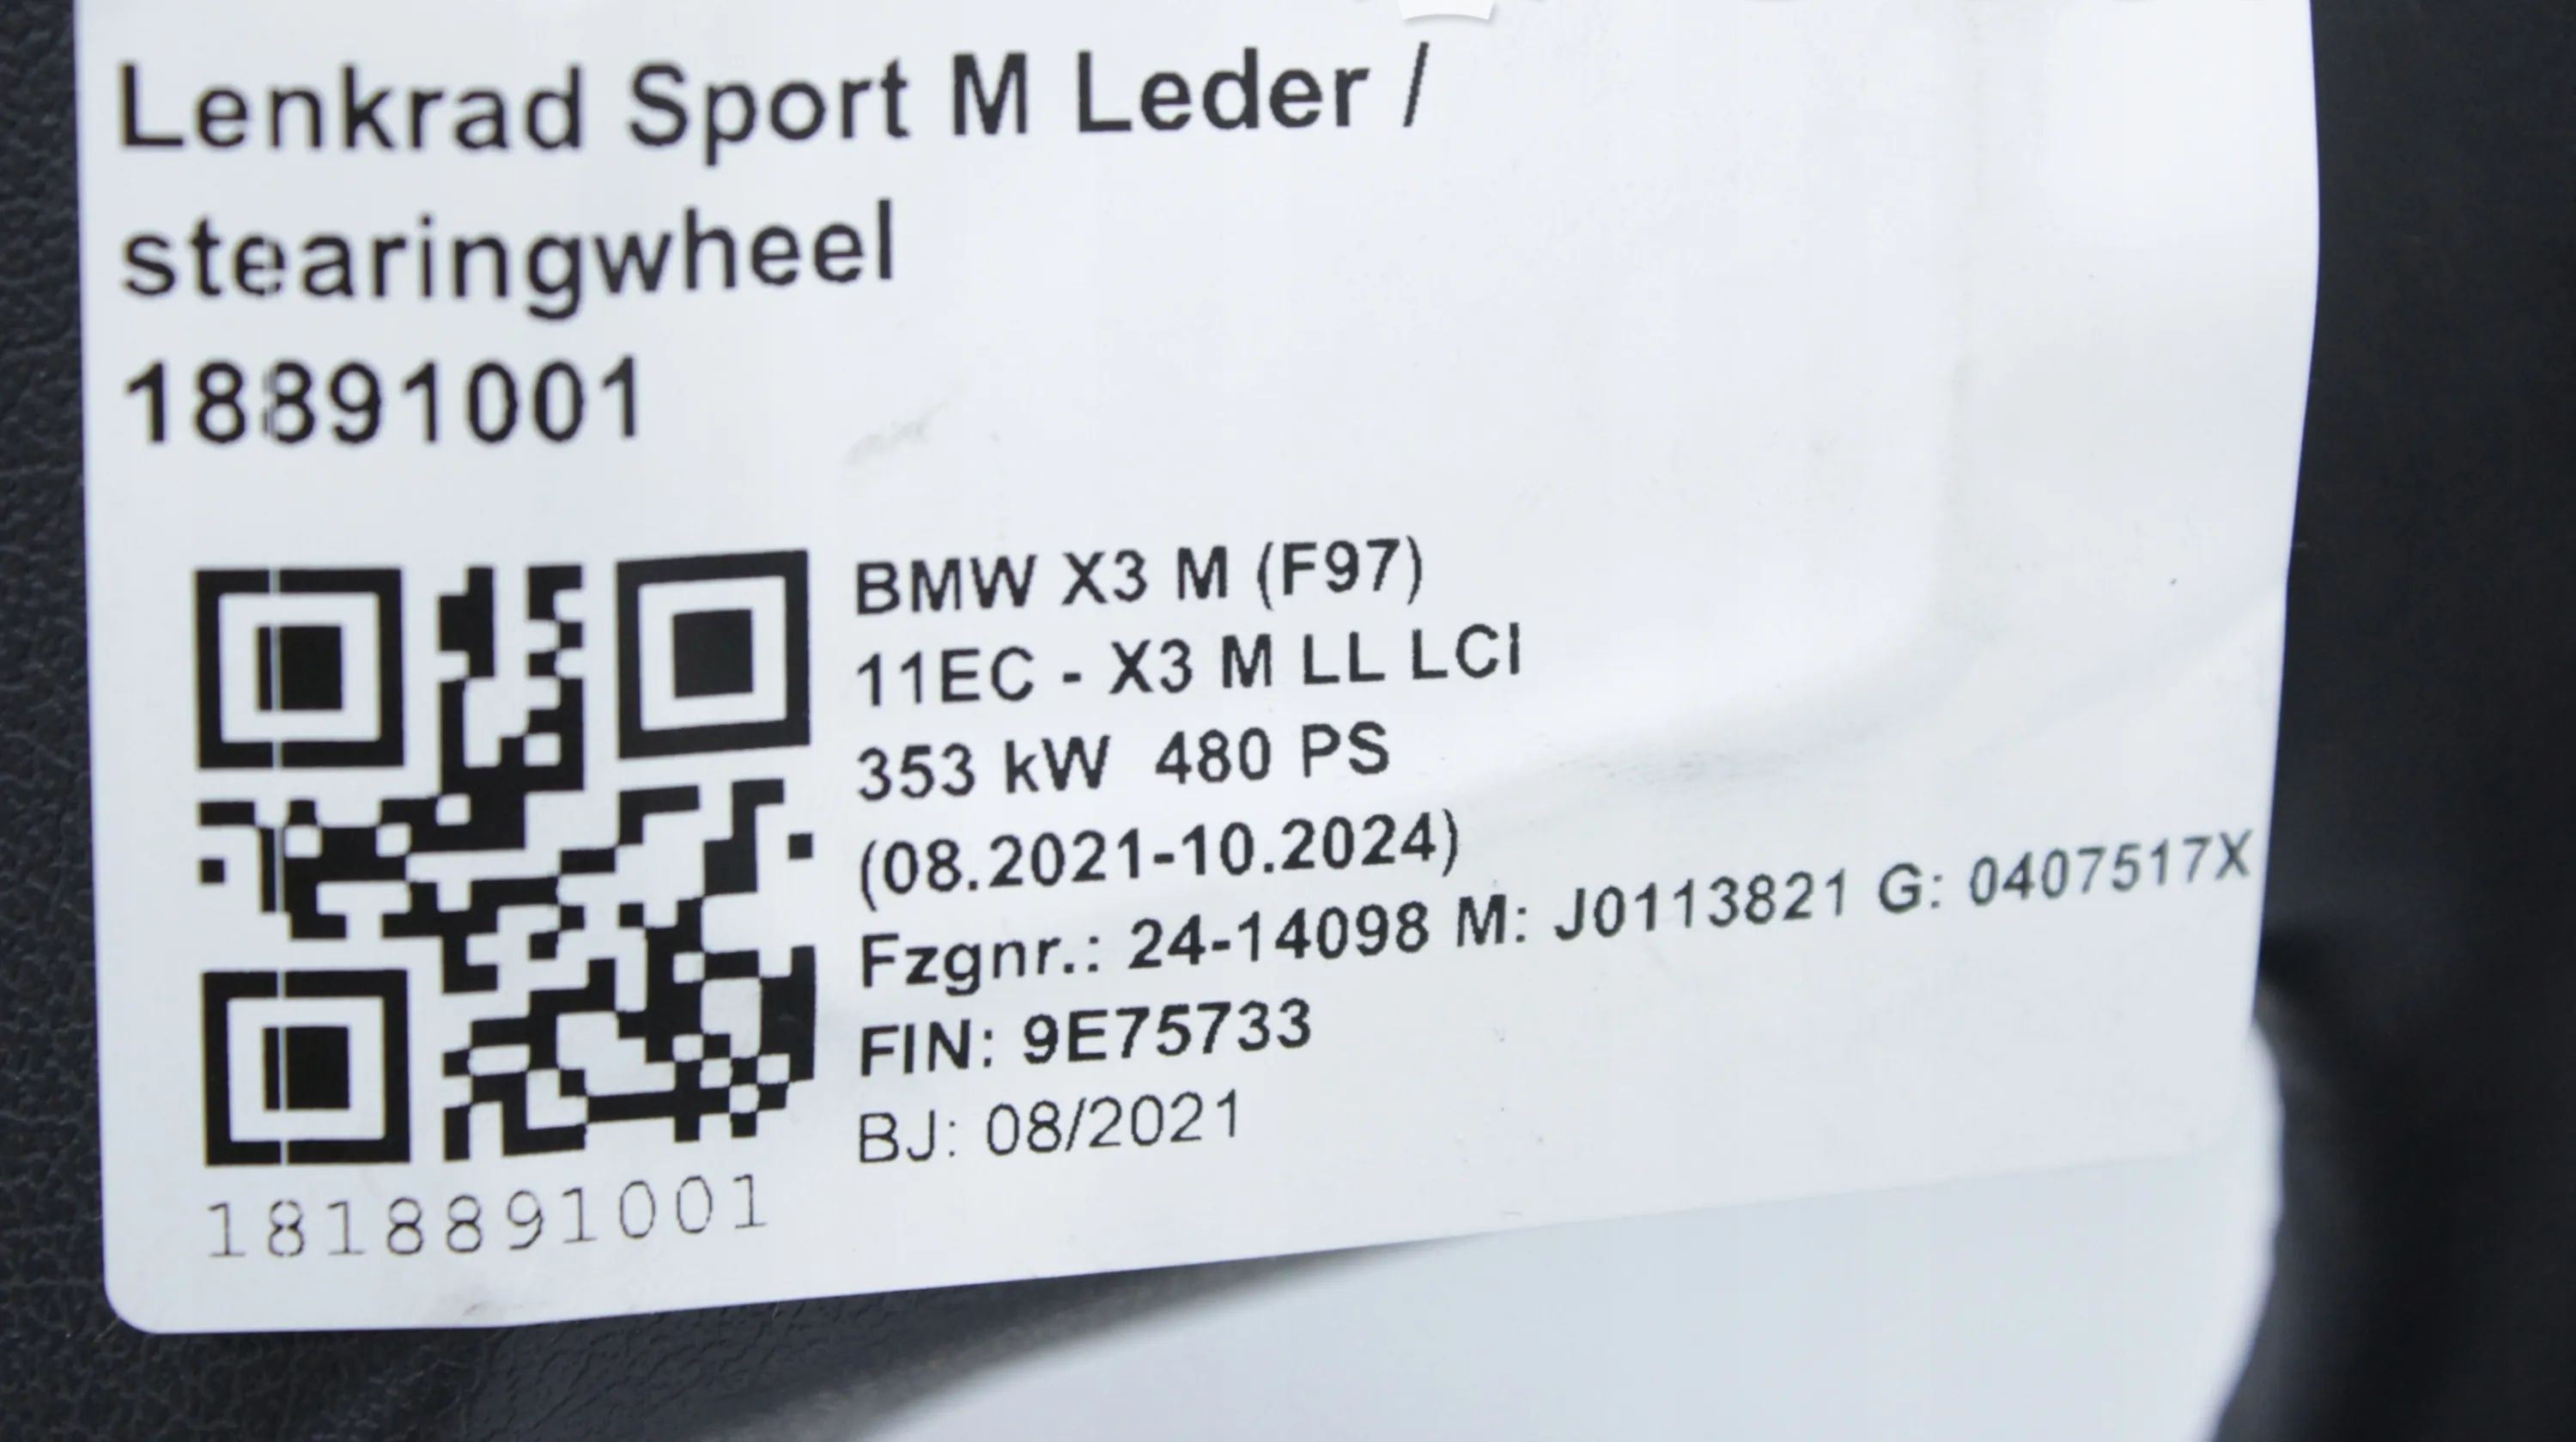 Lenkrad Sport M Leder /
stearingwheel
18891001
BMW X3 M (F97)
11EC - X3 M LL LCI
353 kW 480 PS
(08.2021-10.2024)
Fzgnr.: 24-14098 M: J0113821 G: 0407517X
FIN: 9E75733
BJ: 08/2021
1818891001